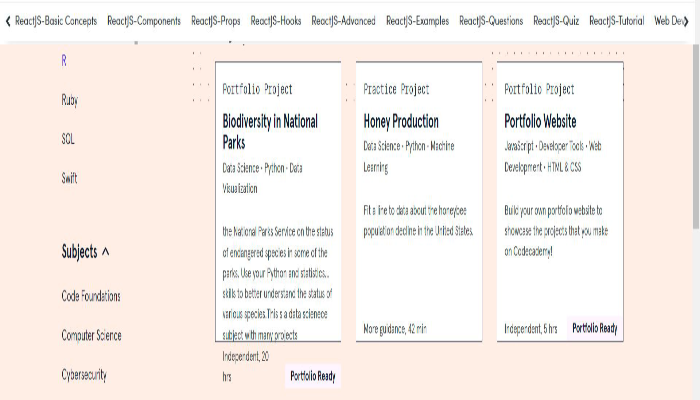 ReactJS-Basic Concepts ReactJS-Components ReactJS-Props ReactJS-Hooks ReactJS-Advanced ReactJS-Examples ReactJS-Questions ReactJS-Quiz ReactJS-Tutorial Web Dev
R
Ruby
SQL
Swift
Subjects
Code Foundations
Computer Science
Cybersecurity
Portfolio Project
Biodiversity in National
Parks
Data Science • Python • Data
Visualization
the National Parks Service on the status
of endangered species in some of the
parks. Use your Python and statistics...
skills to better understand the status of
various species.This s a data scienece
subject with many projects
Independent, 20
hrs
Portfolio Ready
Practice Project
Honey Production
Data Science • Python • Machine
Learning
Fit a line to data about the honeybee
population decline in the United States.
More guidance, 42 min
Portfolio Project
Portfolio Website
JavaScript • Developer Tools • Web
Development • HTML & CSS
Build your own portfolio website to
showcase the projects that you make
on Codecademy!
Independent, 5 hrs
Portfolio Ready